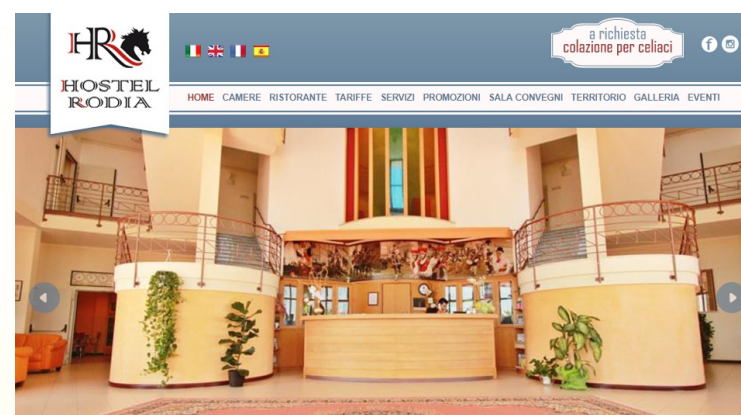 HR
HOSTEL
RODIA
a richiesta
colazione per celiaci
HOME CAMERE RISTORANTE TARIFFE SERVIZI PROMOZIONI SALA CONVEGNI TERRITORIO GALLERIA EVENTI